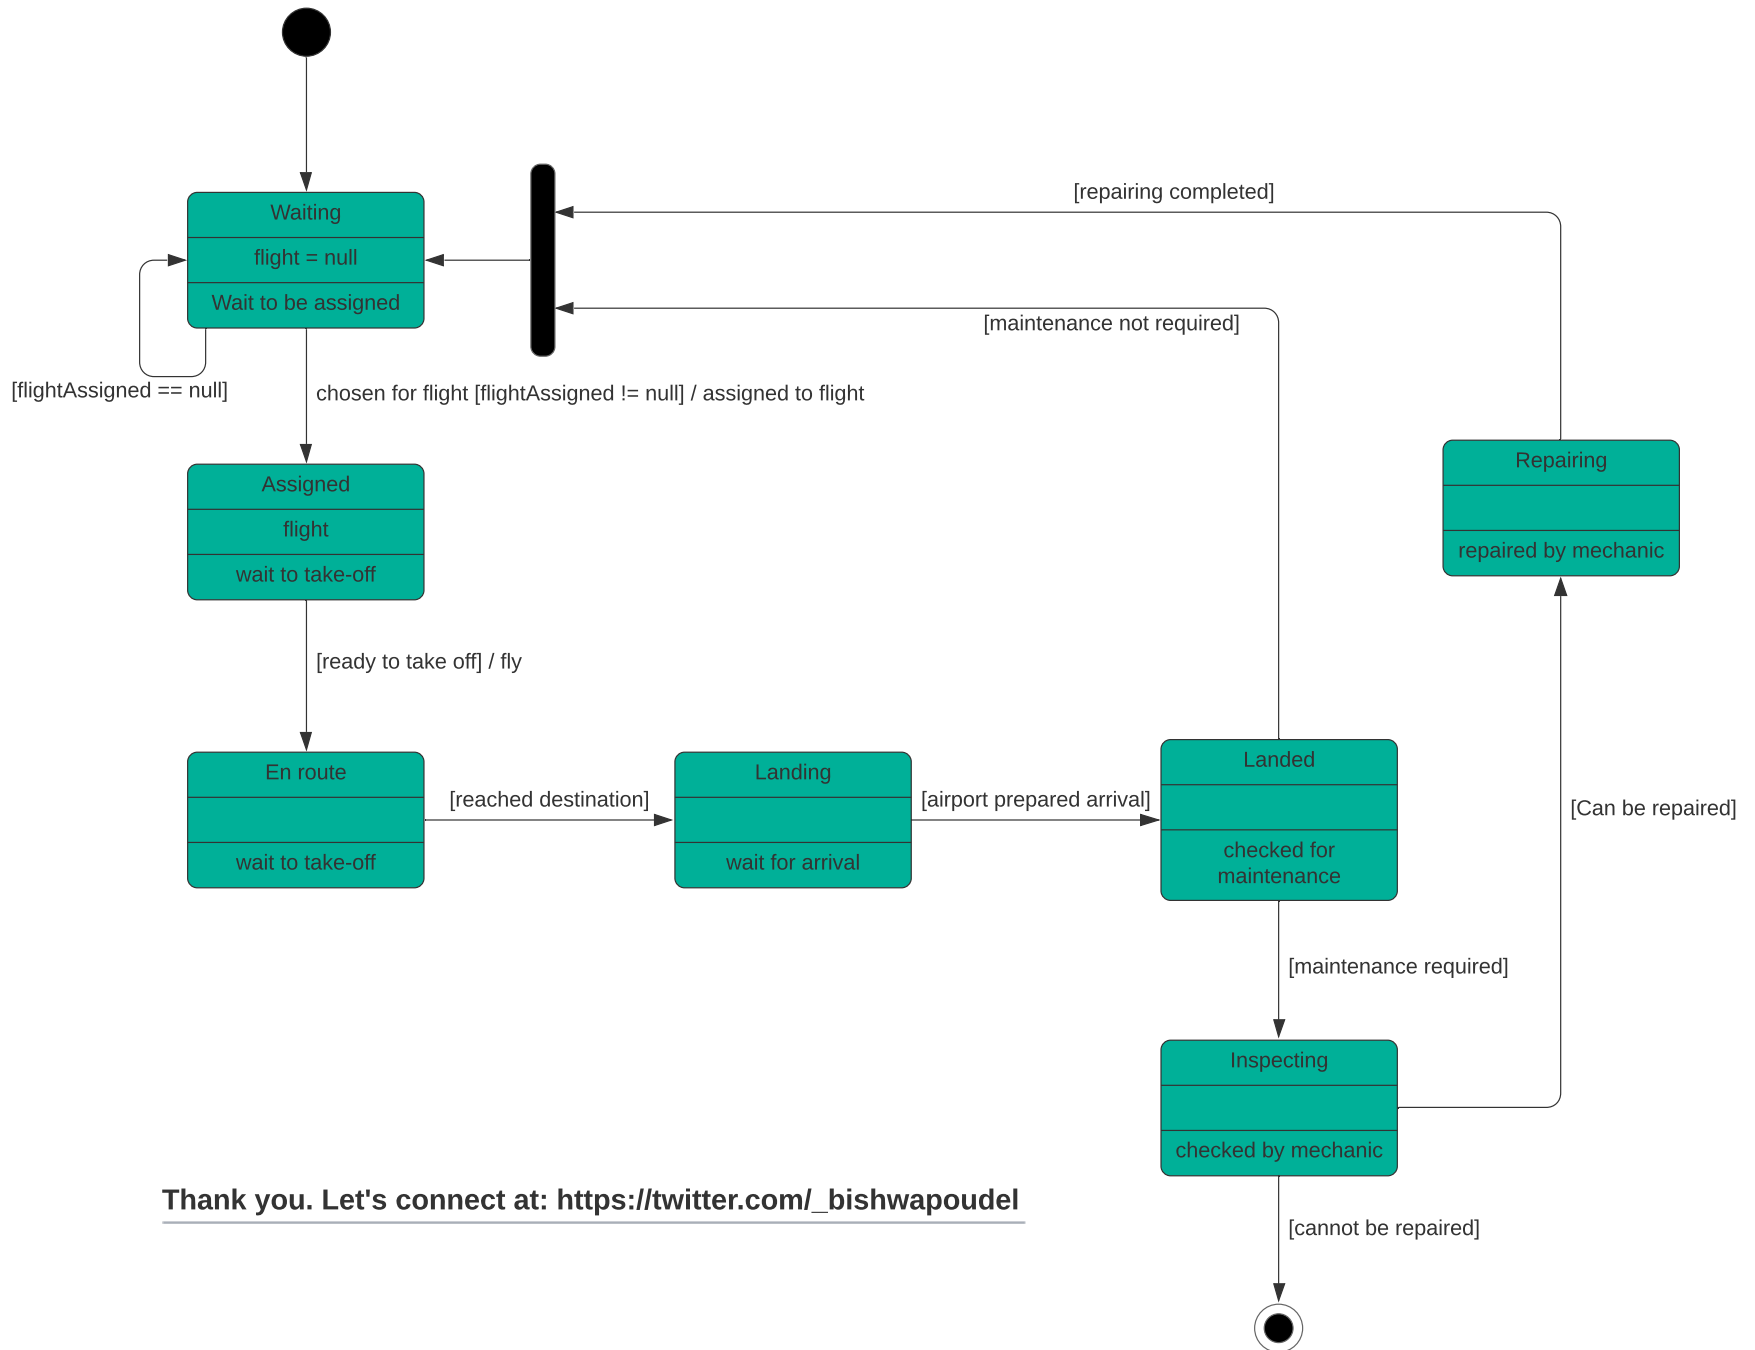 [repairing completed]
Waiting
flight = null
Wait to be assigned
[maintenance not required]
[flightAssigned == null]
chosen for flight [flightAssigned != null] / assigned to flight
Assigned
flight
wait to take-off
Repairing
repaired by mechanic
[ready to take off] / fly
En route
wait to take-off
[reached destination]
Landing
wait for arrival
[airport prepared arrival]
Landed
checked for
maintenance
[Can be repaired]
[maintenance required]
Inspecting
checked by mechanic
Thank you. Let's connect at: https://twitter.com/_bishwapoudel
[cannot be repaired]